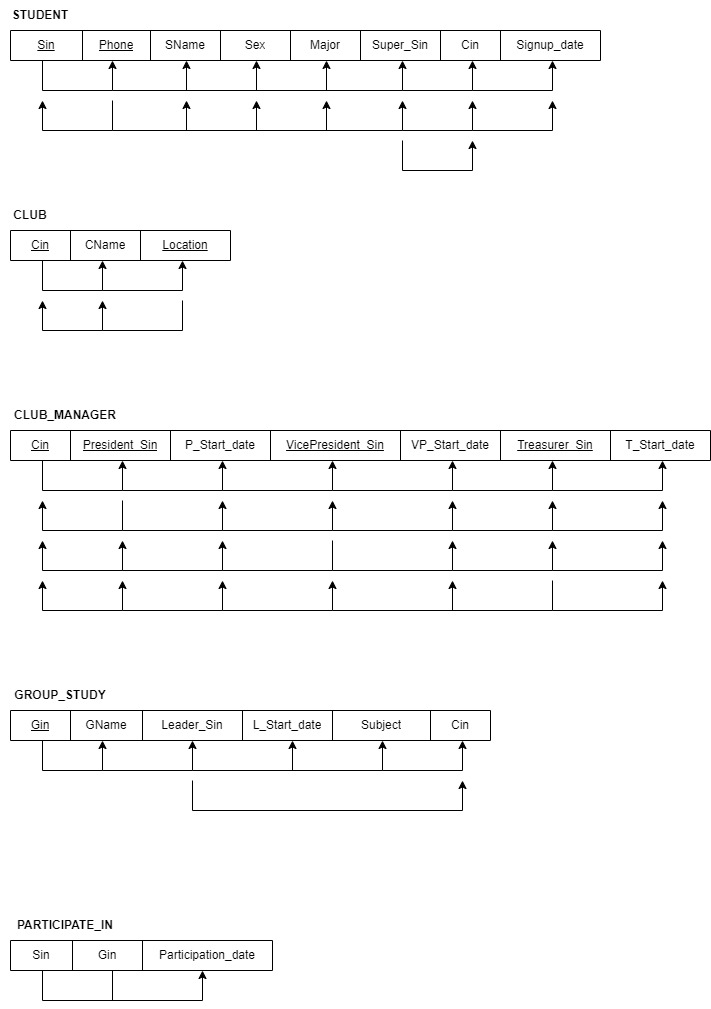 STUDENT
Sin Phone SName Sex Major Super_Sin Cin Signup_date
CLUB
Cin CName Location
CLUB_MANAGER
Cin President_Sin P_Start_date VicePresident_Sin VP_Start_date Treasurer_Sin T_Start_date
GROUP_STUDY
Gin GName Leader_Sin L_Start_date Subject Cin
PARTICIPATE_IN
Sin Gin Participation_date